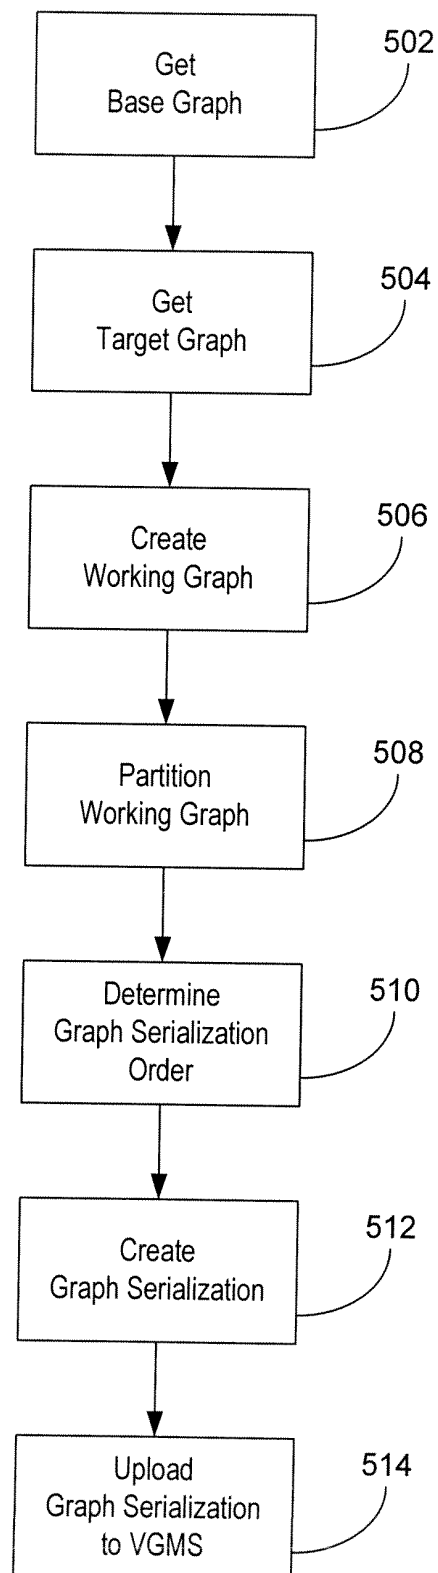 Get
Base Graph
502
Get
Target Graph
504
Create
Working Graph
506
Partition
Working Graph
508
Determine
Graph Serialization
Order
510
Create
Graph Serialization
512
Upload
Graph Serialization
to VGMS
514